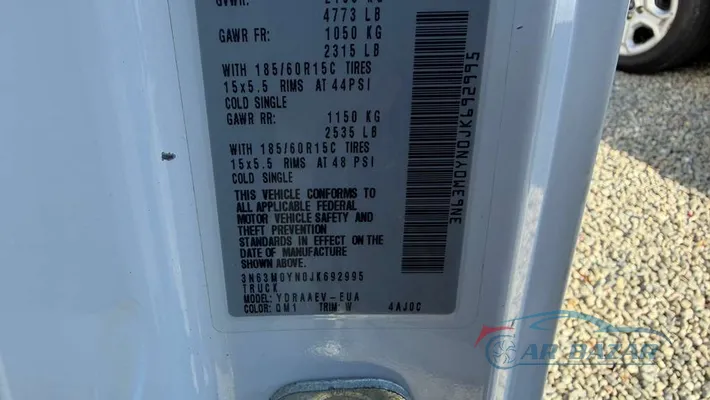 4773 LB
GAWR FR: 1050 KG
2315 LB
WITH 185/60R15C TIRES
15x5.5 RIMS AT 44PSI
COLD SINGLE
GAWR RR: 1150 KG
2535 LB
WITH 185/60R15C TIRES
15x5.5 RIMS AT 48 PSI
COLD SINGLE
THIS VEHICLE CONFORMS TO
ALL APPLICABLE FEDERAL
MOTOR VEHICLE SAFETY AND
THEFT PREVENTION
STANDARDS IN EFFECT ON THE
DATE OF MANUFACTURE
SHOWN ABOVE.
3N63M0YN0JK692995
TRUCK
MODEL: YDRAAEV-EUA
COLOR: QM1 TRIM: W 4AJ0C
3N63M0YN0JK692995
CAR BAZAR